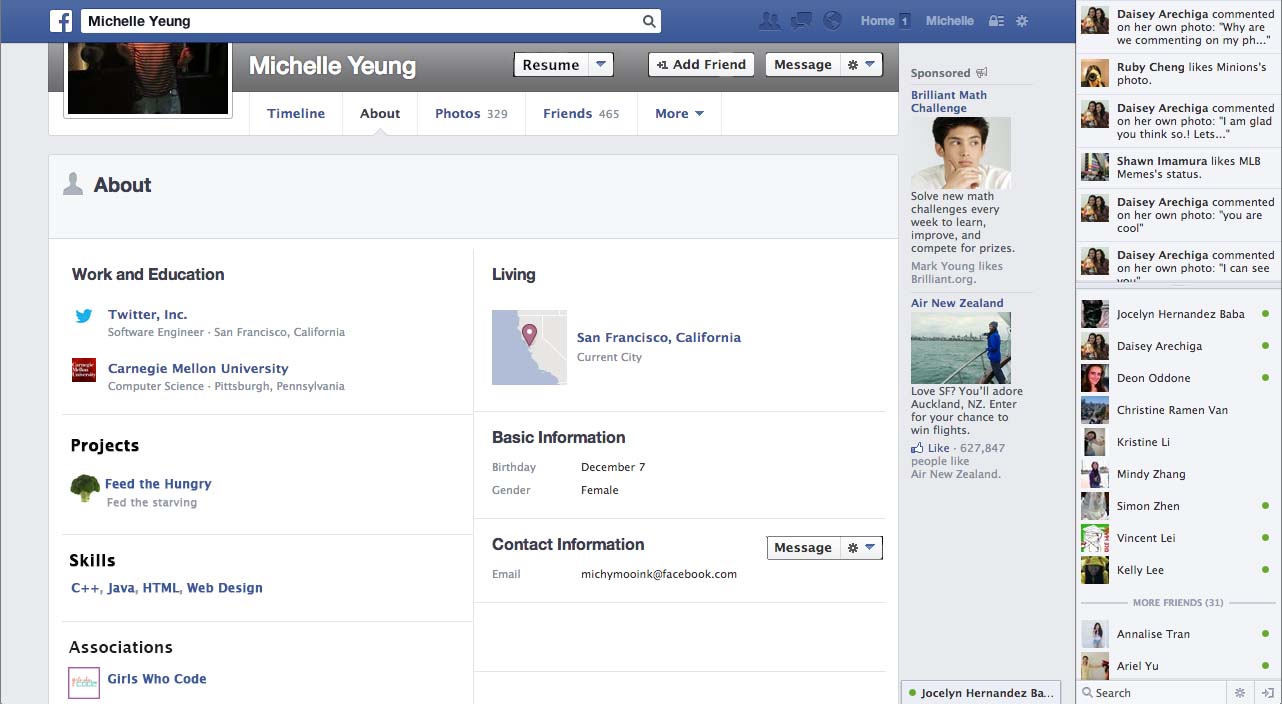 Michelle Yeung
Home 1 Michelle
Michelle Yeung
Resume
+1 Add Friend
Message
Timeline
About
Photos 329
Friends 465
More
About
Work and Education
Twitter, Inc.
Software Engineer · San Francisco, California
Carnegie
Mellon
University
Carnegie Mellon University
Computer Science · Pittsburgh, Pennsylvania
Projects
Feed the Hungry
Fed the starving
Skills
C++, Java, HTML, Web Design
Associations
Girls Who Code
Living
San Francisco, California
Current City
Basic Information
Birthday December 7
Gender Female
Contact Information
Message
Email michymooink@facebook.com
Sponsored
Brilliant Math
Challenge
Solve new math
challenges every
week to learn,
improve, and
compete for prizes.
Mark Young likes
Brilliant.org.
Air New Zealand
Love SF? You'll adore
Auckland, NZ. Enter
for your chance to
win flights.
Like · 627,847
people like
Air New Zealand.
Daisey Arechiga commented
on her own photo: "Why are
we commenting on my ph..."
Ruby Cheng likes Minions's
photo.
Daisey Arechiga commented
on her own photo: "I am glad
you think so.! Lets..."
Shawn Imamura likes MLB
Memes's status.
Daisey Arechiga commented
on her own photo: "you are
cool"
Daisey Arechiga commented
on her own photo: "I can see
you"
Jocelyn Hernandez Baba
Daisey Arechiga
Deon Oddone
Christine Ramen Van
Kristine Li
Mindy Zhang
Simon Zhen
Vincent Lei
Kelly Lee
MORE FRIENDS (31)
Annalise Tran
Ariel Yu
Search
Jocelyn Hernandez Ba...